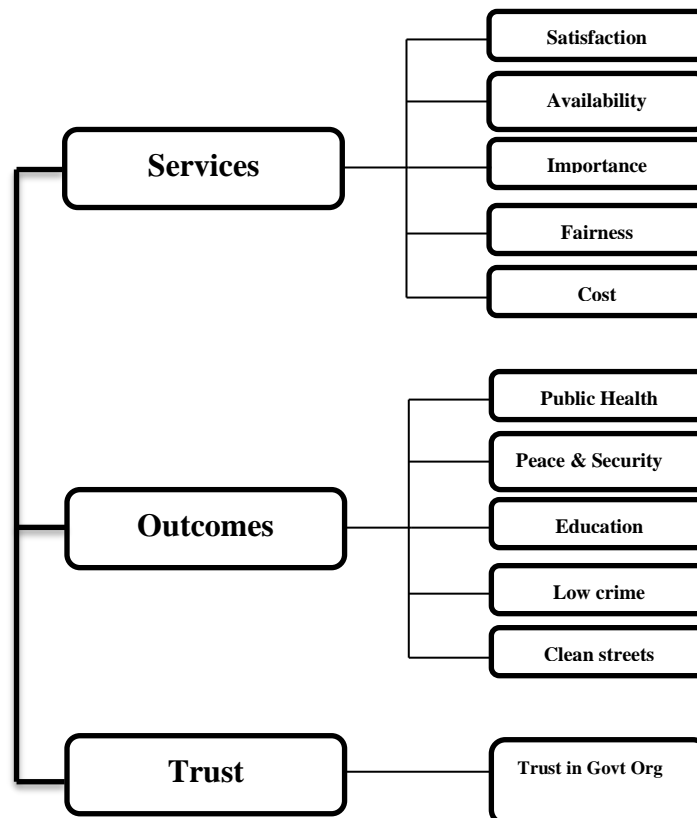 Satisfaction
Availability
Services
Importance
Fairness
Cost
Public Health
Peace & Security
Outcomes
Education
Low crime
Clean streets
Trust
Trust in Govt Org